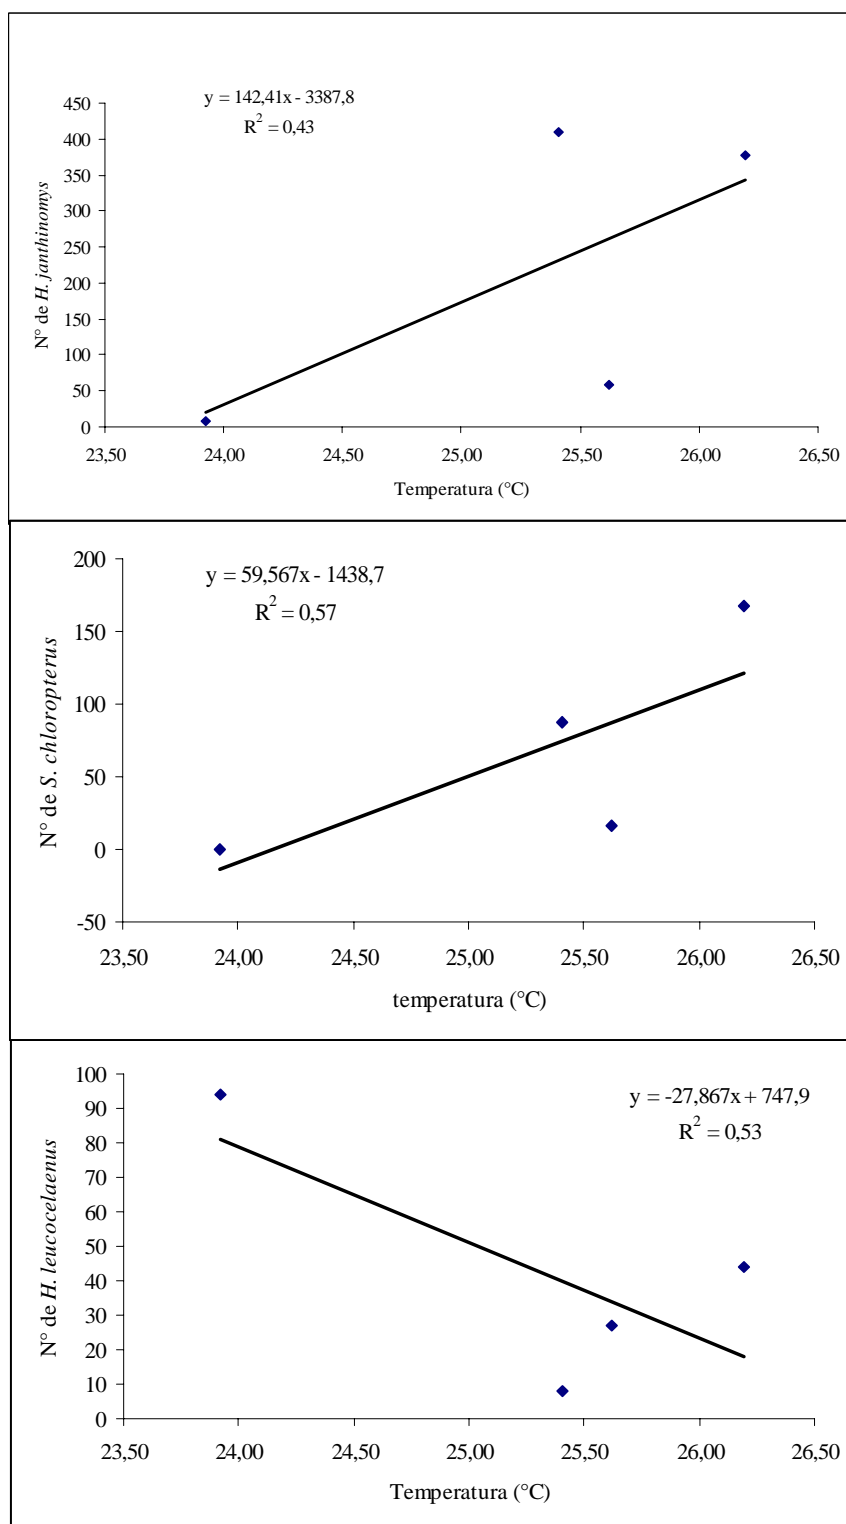 y = 142,41x - 3387,8
R² = 0,43
450
400
350
300
250
200
150
100
50
0
N° de H. janthinomys
23,50 24,00 24,50 25,00 25,50 26,00 26,50
Temperatura (°C)
y = 59,567x - 1438,7
R² = 0,57
200
150
100
50
0
-50
N° de S. chloropterus
23,50 24,00 24,50 25,00 25,50 26,00 26,50
temperatura (°C)
y = -27,867x + 747,9
R² = 0,53
100
90
80
70
60
50
40
30
20
10
0
N° de H. leucocelaenus
23,50 24,00 24,50 25,00 25,50 26,00 26,50
Temperatura (°C)